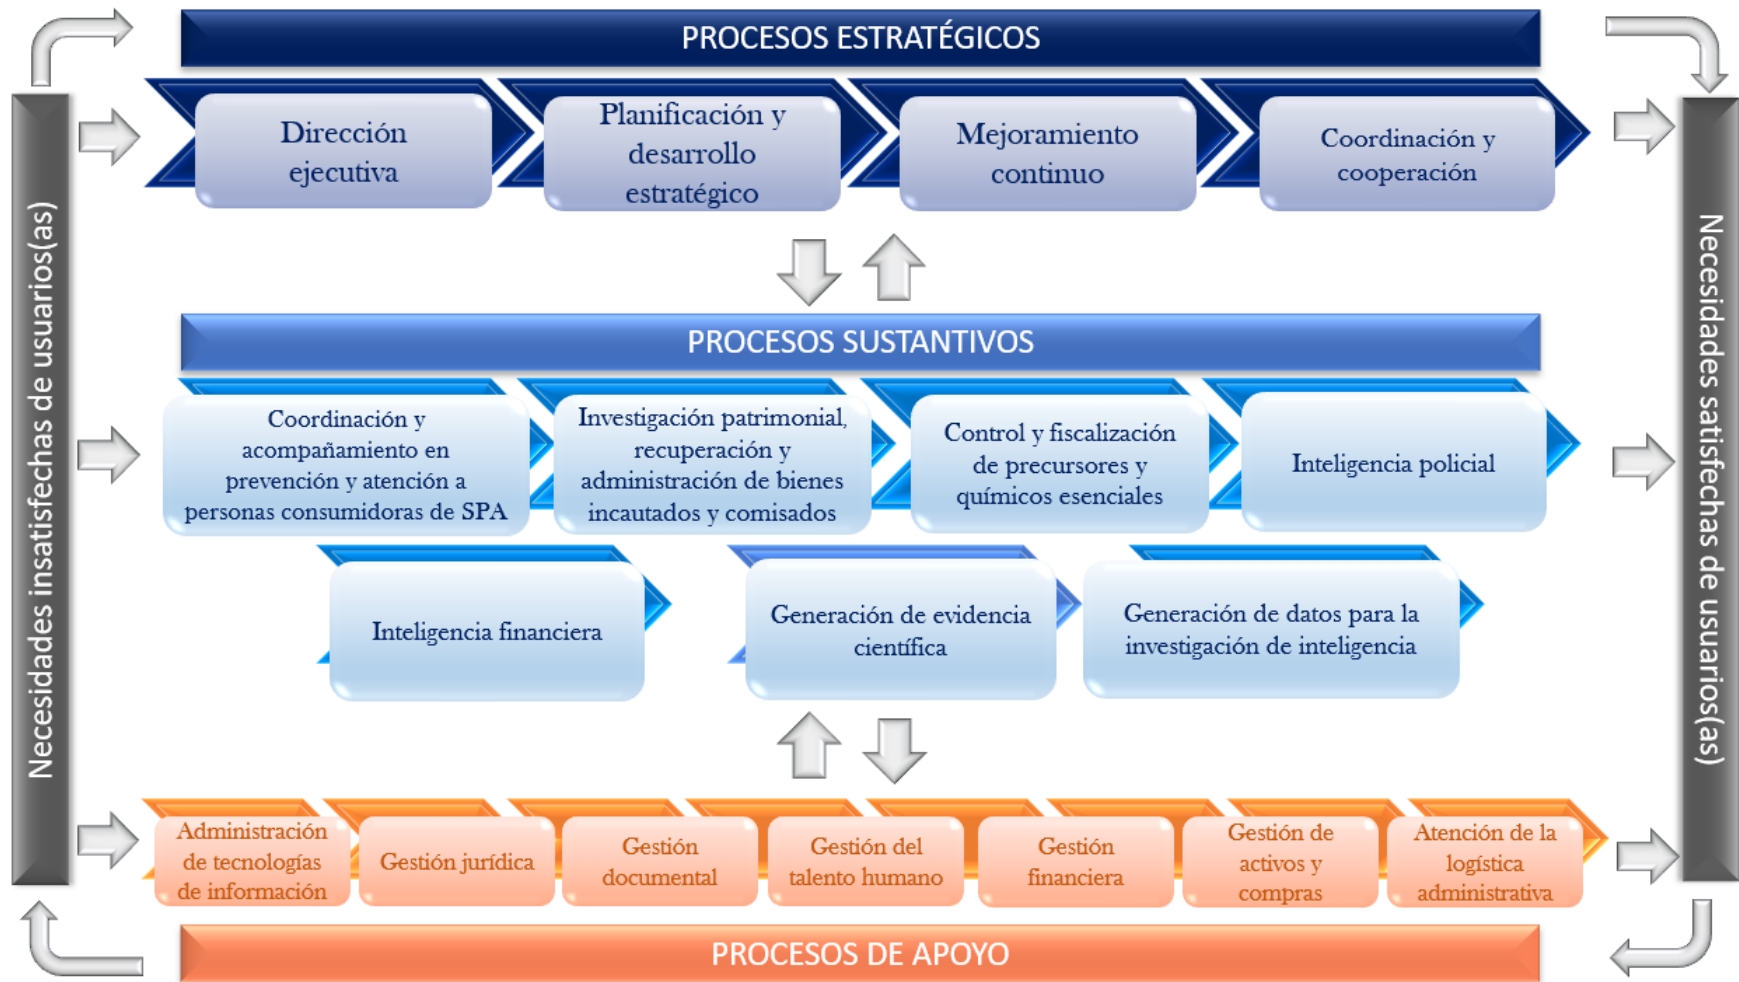 PROCESOS ESTRATÉGICOS
Dirección
ejecutiva
Planificación y
desarrollo
estratégico
Mejoramiento
continuo
Coordinación y
cooperación
Necesidades insatisfechas de usuarios(as)
Necesidades satisfechas de usuarios(as)
PROCESOS SUSTANTIVOS
Coordinación y
acompañamiento en
prevención y atención a
personas consumidoras de SPA
Investigación patrimonial,
recuperación y
administración de bienes
incautados y comisados
Control y fiscalización
de precursores y
químicos esenciales
Inteligencia policial
Inteligencia financiera
Generación de evidencia
científica
Generación de datos para la
investigación de inteligencia
Administración
de tecnologías
de información
Gestión jurídica
Gestión
documental
Gestión del
talento humano
Gestión
financiera
Gestión de
activos y
compras
Atención de la
logística
administrativa
PROCESOS DE APOYO